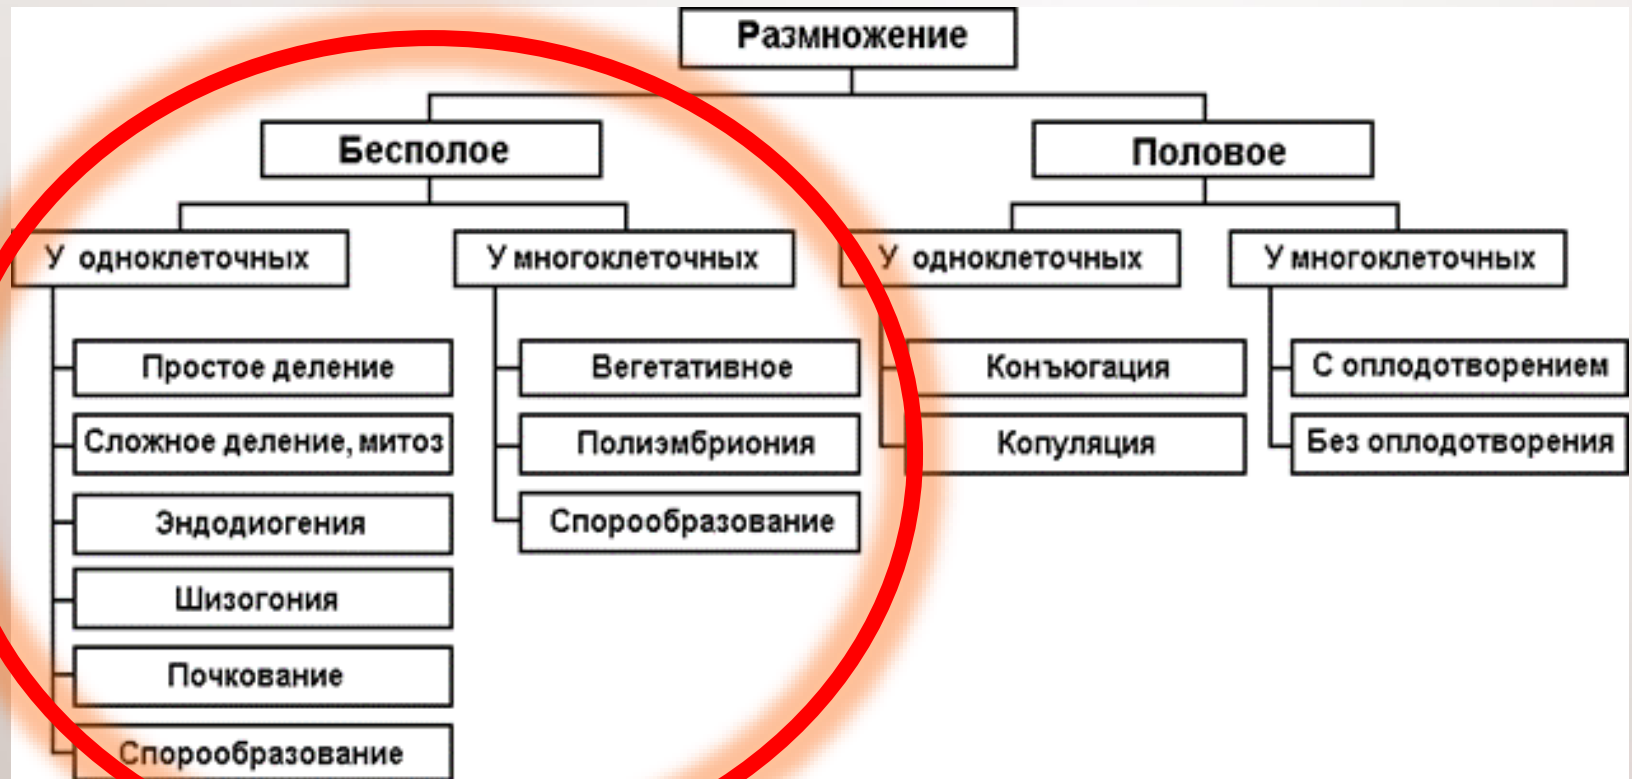 Размножение
Бесполое
Половое
У одноклеточных
У многоклеточных
У одноклеточных
У многоклеточных
Простое деление
Сложное деление, митоз
Эндодиогения
Шизогония
Почкование
Спорообразование
Вегетативное
Полиэмбриония
Спорообразование
Конъюгация
Копуляция
С оплодотворением
Без оплодотворения